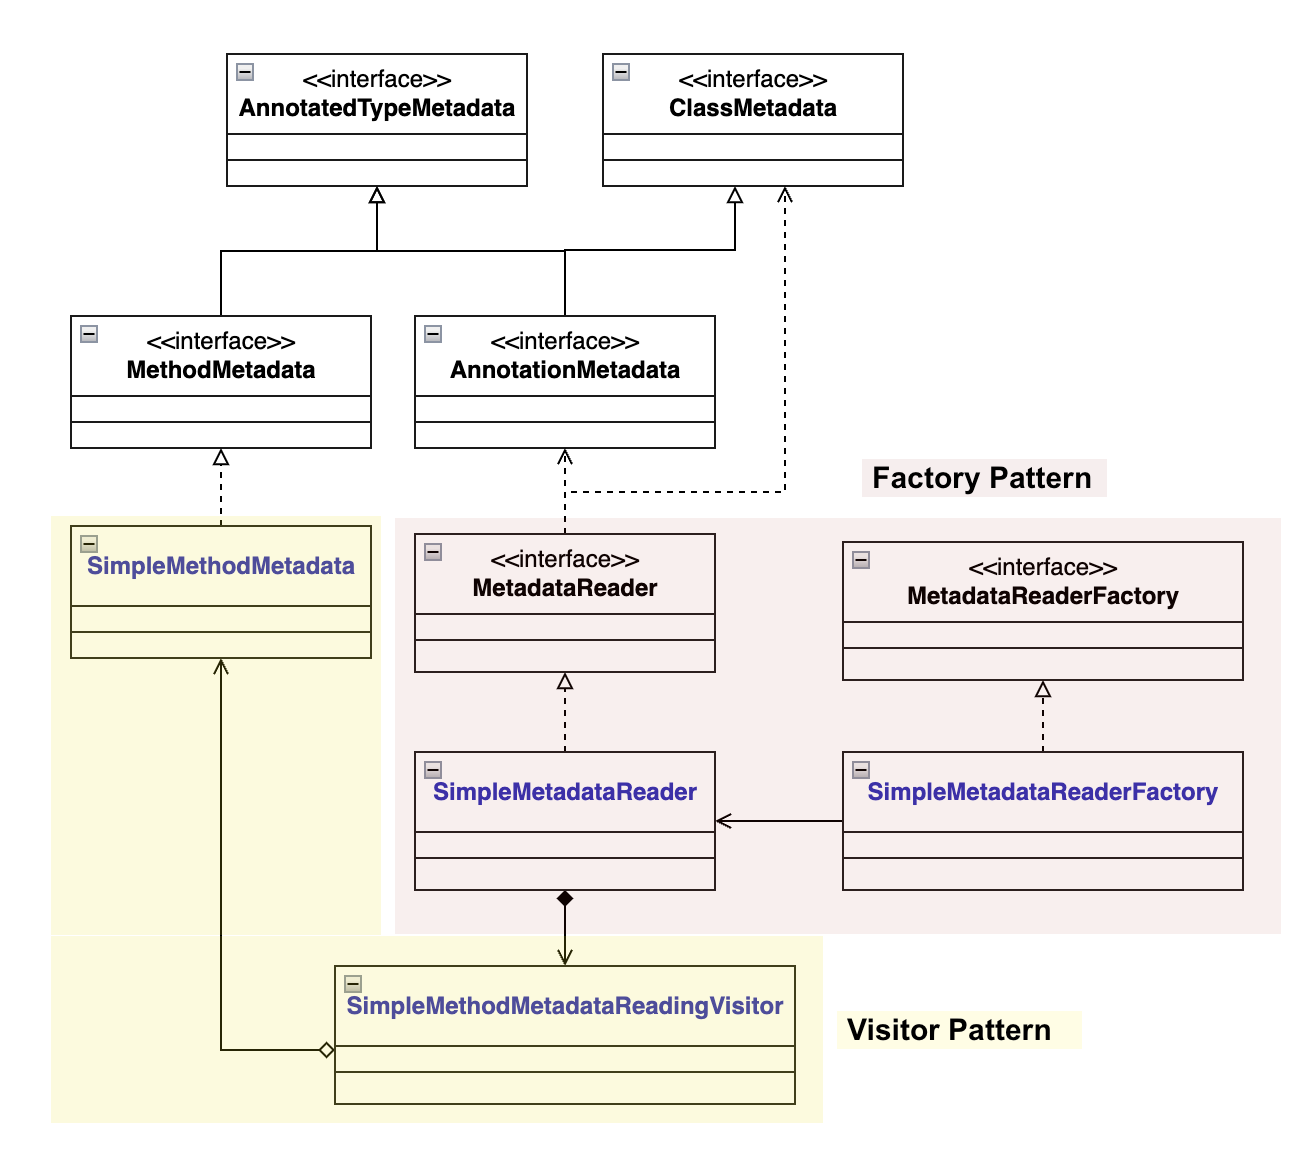 <<interface>>
AnnotatedTypeMetadata
<<interface>>
ClassMetadata
<<interface>>
MethodMetadata
<<interface>>
AnnotationMetadata
Factory Pattern
SimpleMethodMetadata
<<interface>>
MetadataReader
<<interface>>
MetadataReaderFactory
SimpleMetadataReader
SimpleMetadataReaderFactory
SimpleMethodMetadataReadingVisitor
Visitor Pattern